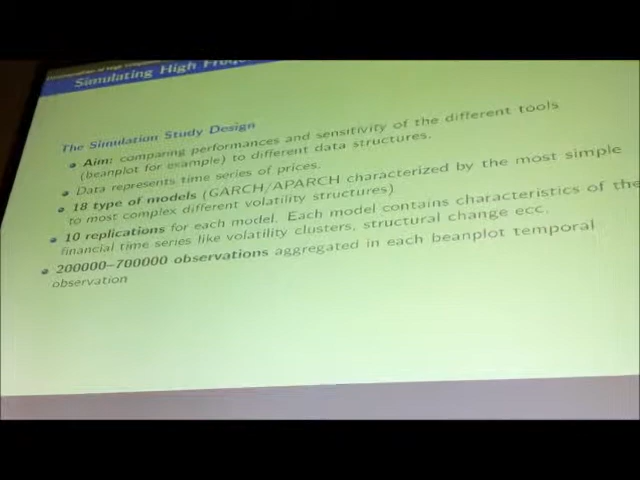 Simulating High
The Simulation Study Design
Aim: comparing performances and sensitivity of the different tools
(beanplot for example) to different data structures.
Data represents time series of prices.
18 type of models (GARCH/APARCH characterized by the most simple
to most complex different volatility structures)
10 replications for each model. Each model contains characteristics of the
financial time series like volatility clusters, structural change ecc.
200000–700000 observations aggregated in each beanplot temporal
observation